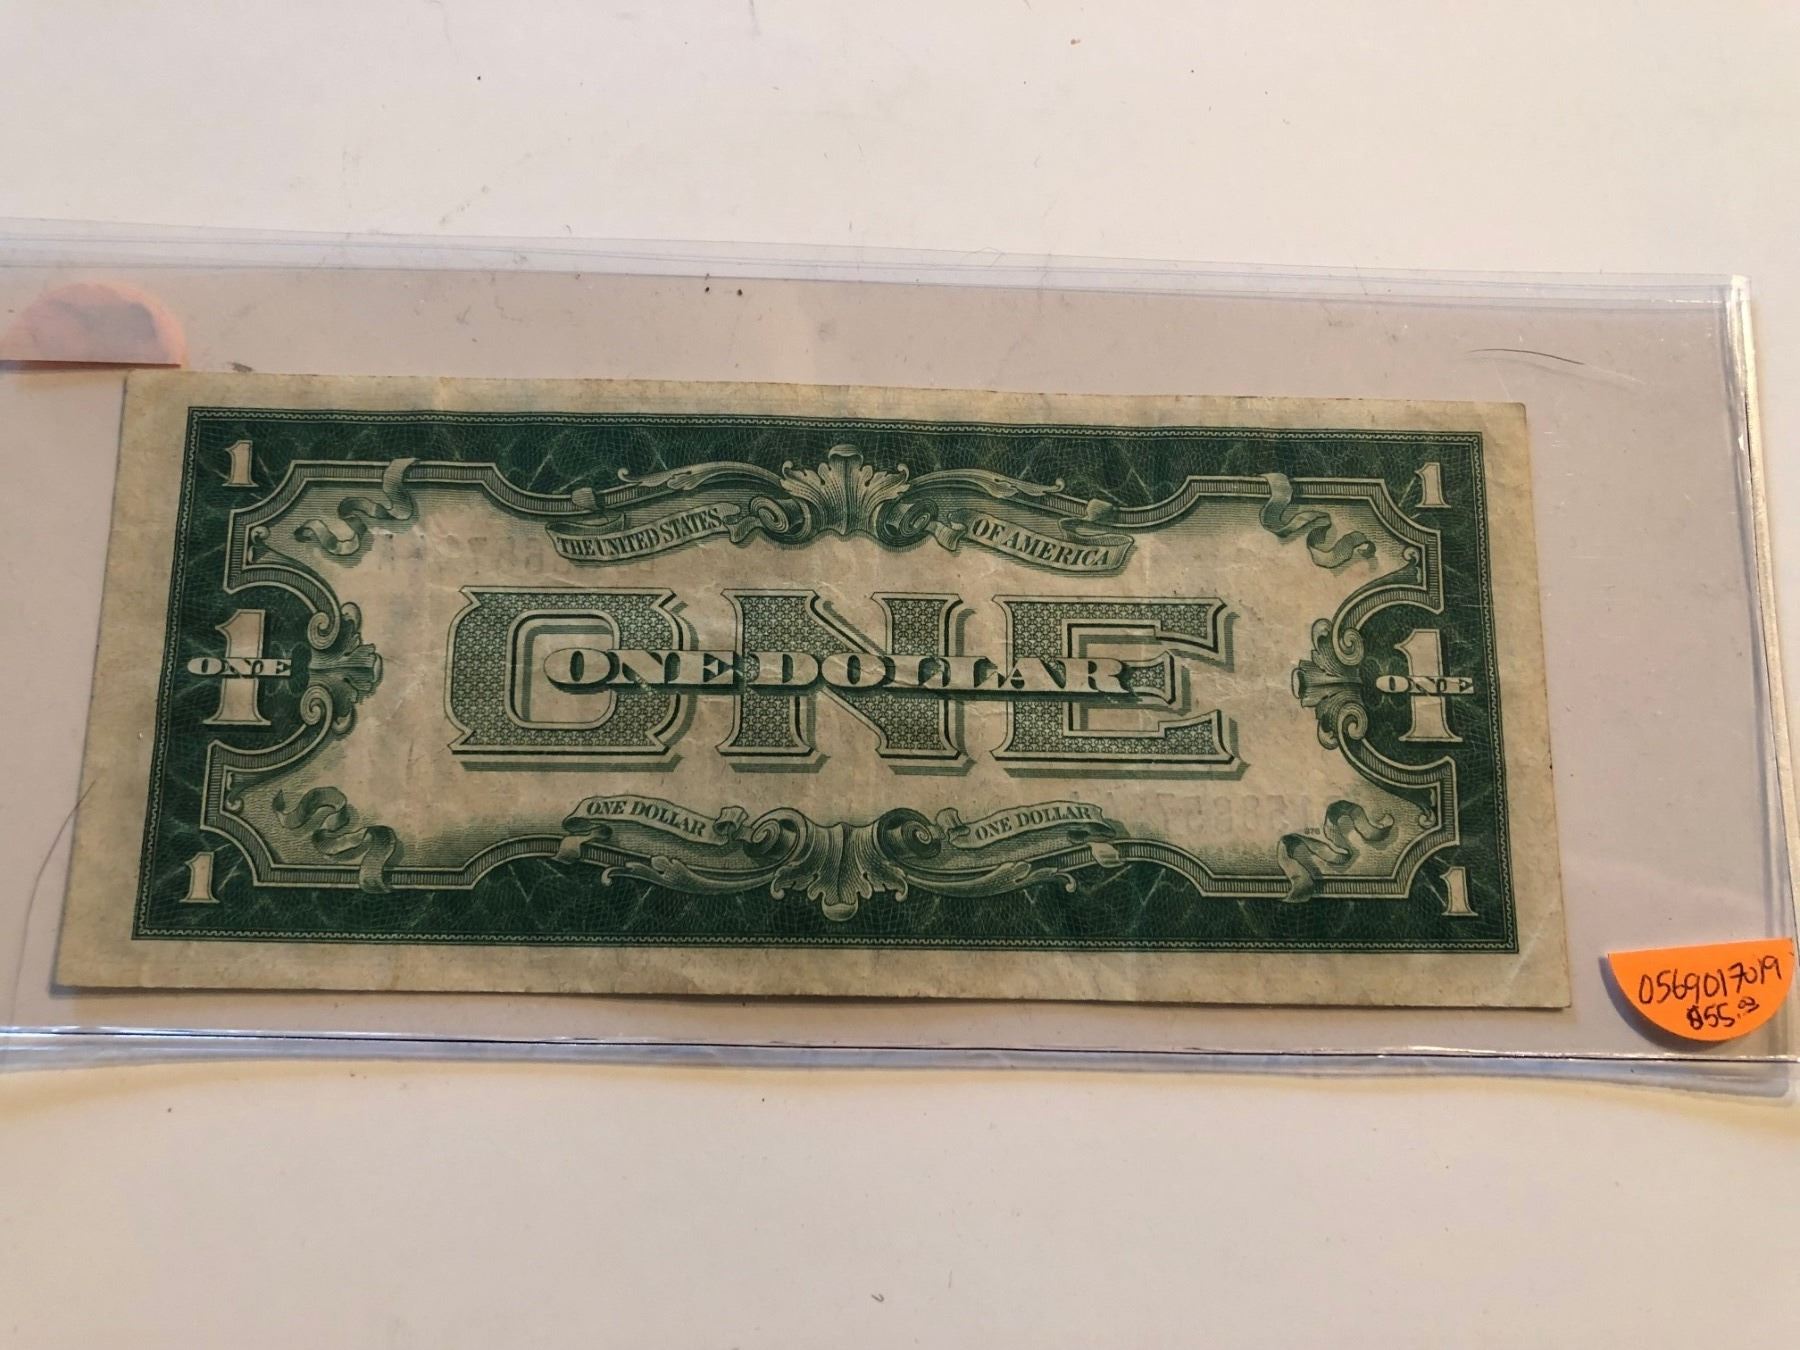 1 1
THE UNITED STATES OF AMERICA
ONE
1 ONE ONE DOLLAR 1 ONE
ONE DOLLAR ONE DOLLAR
1 1
0569017019
$55.00